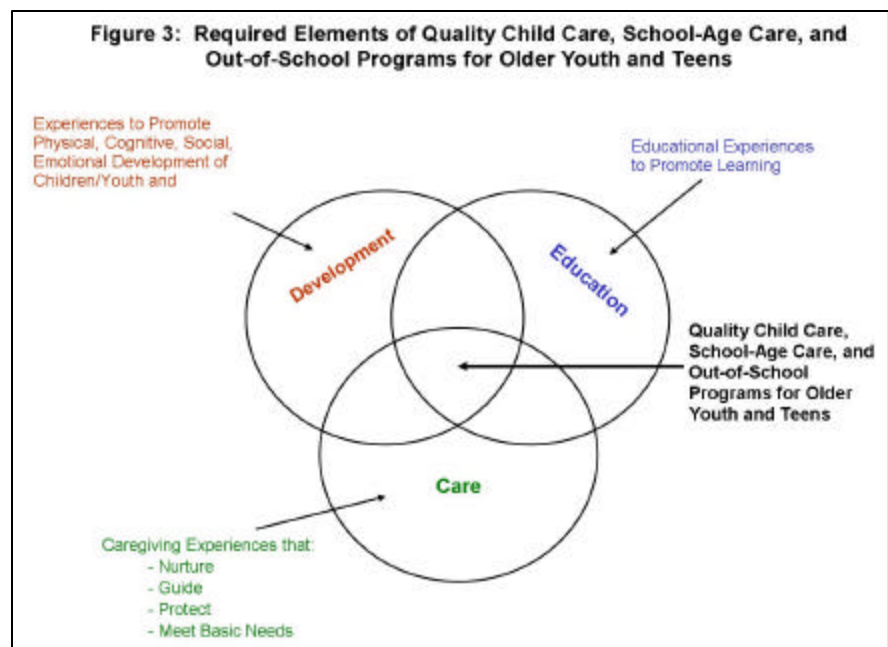 Figure 3:  Required Elements of Quality Child Care, School-Age Care, and
Out-of-School Programs for Older Youth and Teens
Experiences to Promote
Physical, Cognitive, Social,
Emotional Development of
Children/Youth and
Educational Experiences
to Promote Learning
Development
Education
Quality Child Care,
School-Age Care, and
Out-of-School
Programs for Older
Youth and Teens
Care
Caregiving Experiences that:
- Nurture
- Guide
- Protect
- Meet Basic Needs